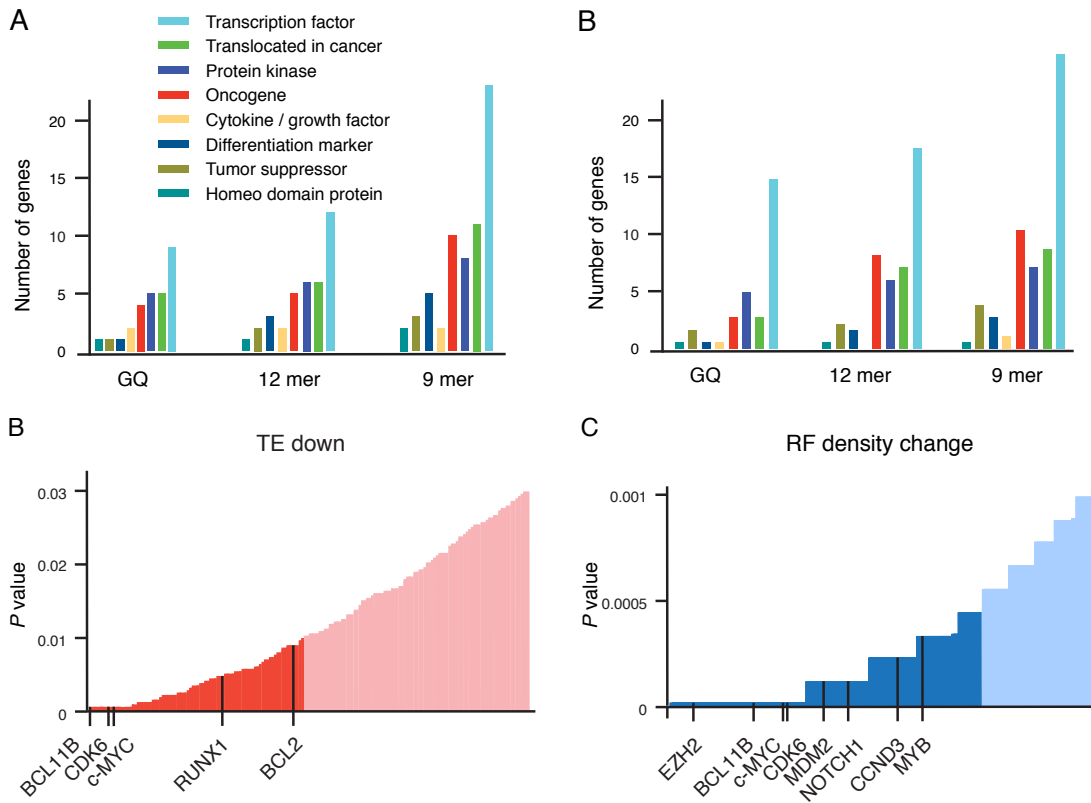 A
Transcription factor
Translocated in cancer
Protein kinase
Oncogene
Cytokine / growth factor
Differentiation marker
Tumor suppressor
Homeo domain protein
Number of genes
20
15
10
5
0
GQ
12 mer
9 mer
B
Number of genes
20
15
10
5
0
GQ
12 mer
9 mer
B
TE down
P value
0.03
0.02
0.01
0
BCL11B
CDK6
c-MYC
RUNX1
BCL2
C
RF density change
P value
0.001
0.0005
0
EZH2
BCL11B
c-MYC
CDK6
MDM2
NOTCH1
CCND3
MYB